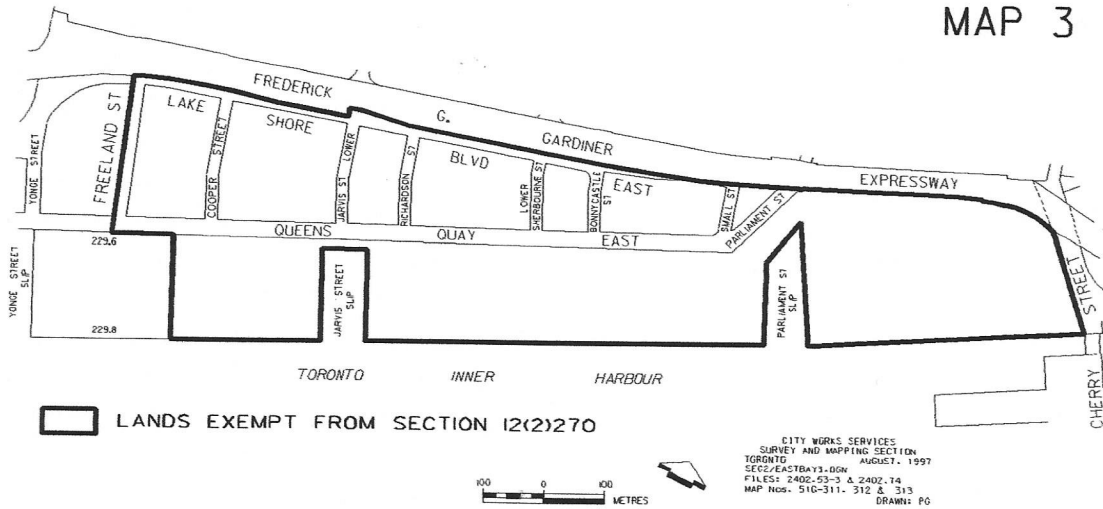 MAP 3
FREDERICK
G.
GARDINER
EXPRESSWAY
LAKE
SHORE
BLVD
EAST
YONGE STREET
FREELAND ST
COOPER STREET
LOWER
JARVIS ST
RICHARDSON ST
LOWER
SHERBOURNE ST
BONNYCASTLE
ST
SMALL ST
PARLIAMENT ST
QUEENS
QUAY
EAST
CHERRY STREET
229.6
YONGE STREET
SLIP
229.8
JARVIS STREET
SLIP
PARLIAMENT ST
SLIP
TORONTO INNER HARBOUR
LANDS EXEMPT FROM SECTION 12(2)270
100 0 100
METRES
CITY WORKS SERVICES
SURVEY AND MAPPING SECTION
TORONTO AUGUST. 1997
SEC2/EASTBAY3.DGN
FILES: 2402.53-3 & 2402.74
MAP Nos. 51G-311. 312 & 313
DRAWN: PG